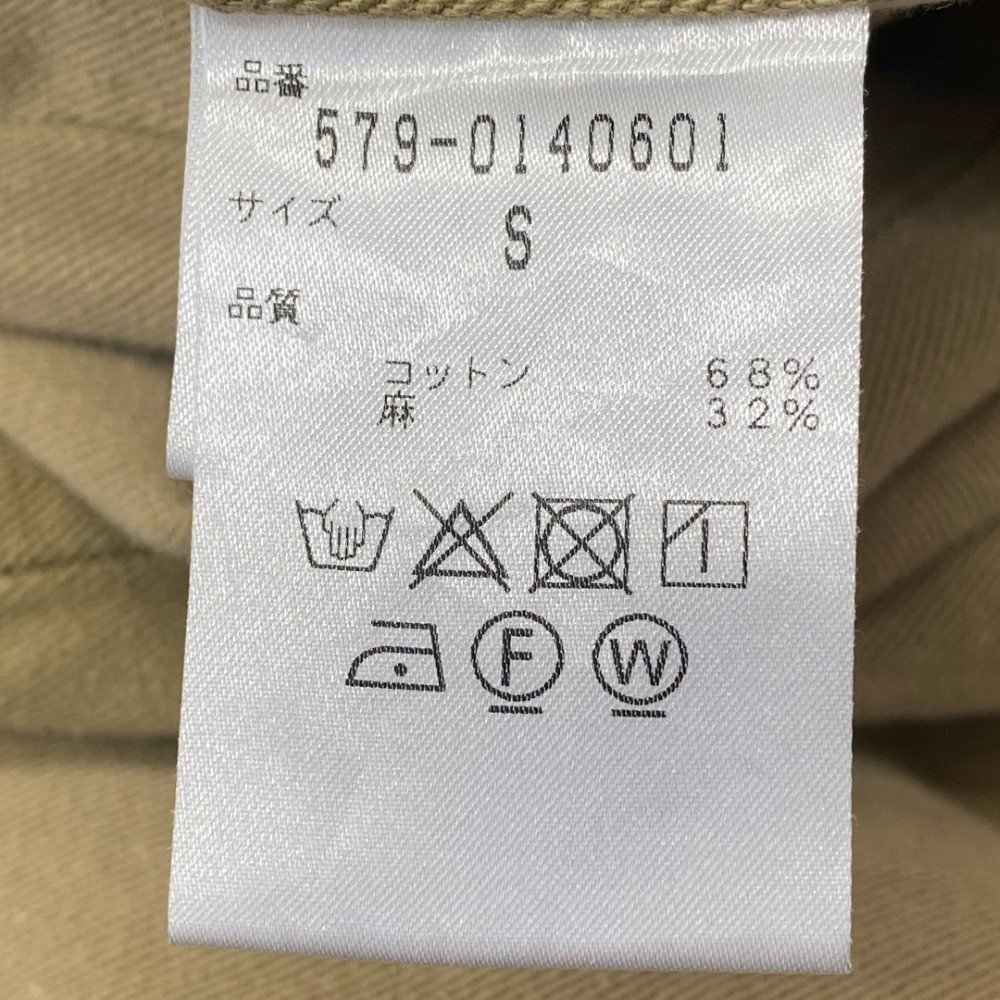 品番
579-0140601
サイズ S
品質
コットン 68%
麻 32%
F W